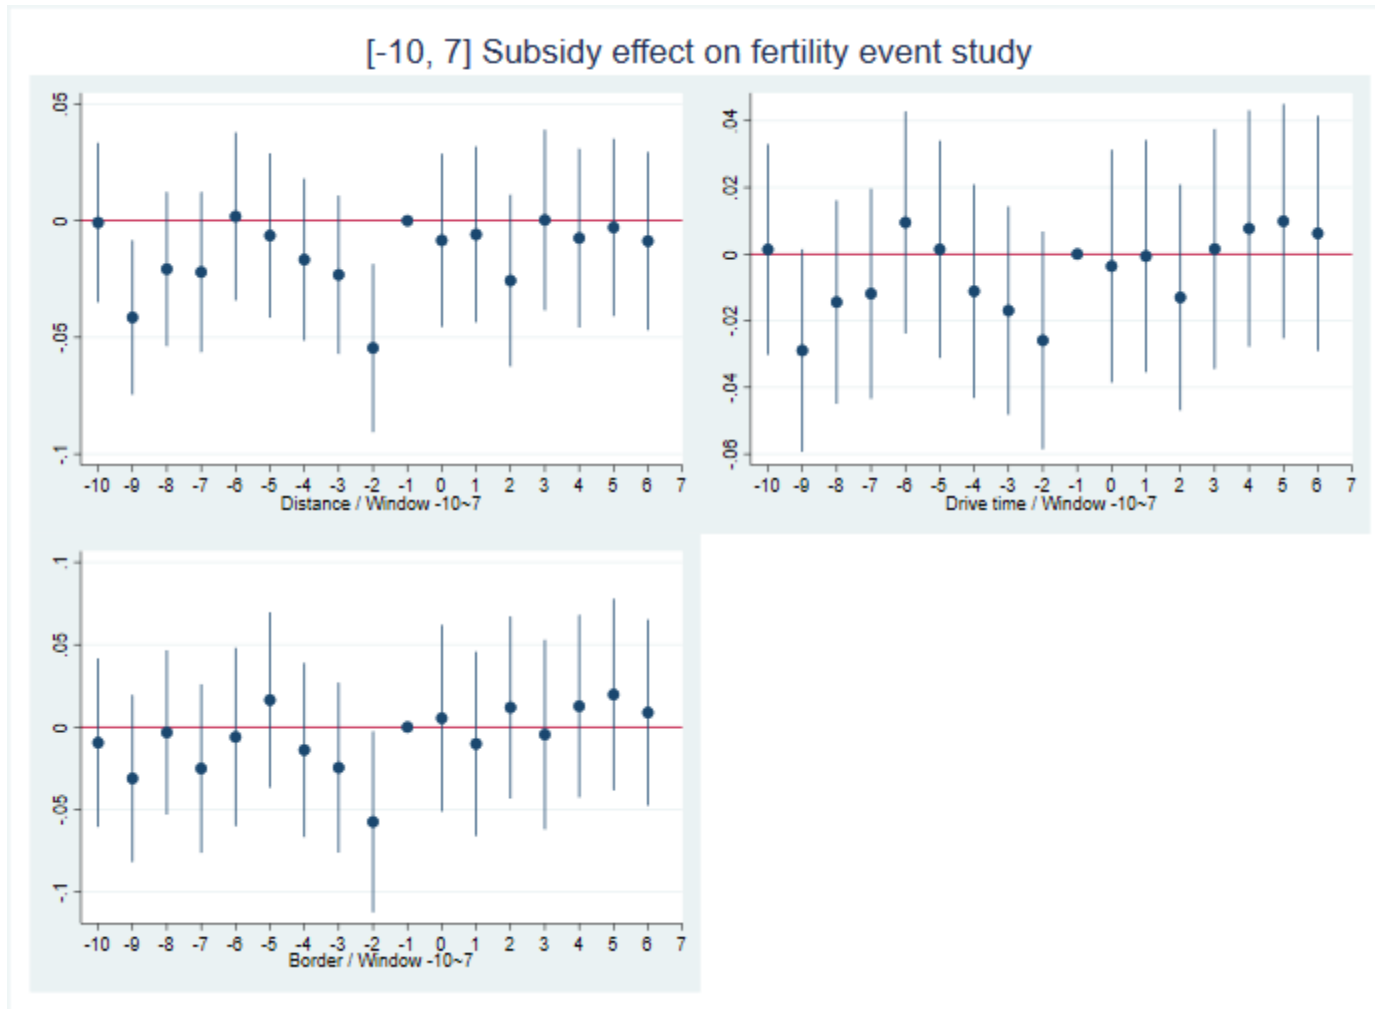 [-10, 7] Subsidy effect on fertility event study
.05
0
-.05
-.1
-10 -9 -8 -7 -6 -5 -4 -3 -2 -1 0 1 2 3 4 5 6 7
Distance / Window -10~7
.04
.02
0
-.02
-.04
-.06
-10 -9 -8 -7 -6 -5 -4 -3 -2 -1 0 1 2 3 4 5 6 7
Drive time / Window -10~7
.1
.05
0
-.05
-.1
-10 -9 -8 -7 -6 -5 -4 -3 -2 -1 0 1 2 3 4 5 6 7
Border / Window -10~7